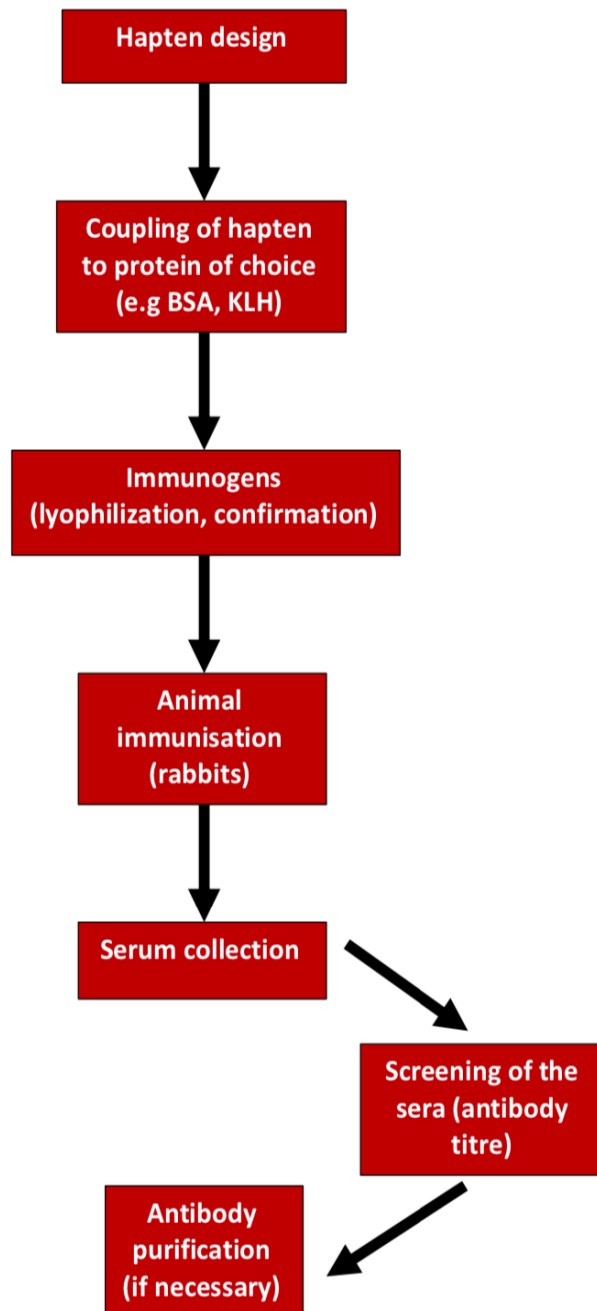 Hapten design
Coupling of hapten
to protein of choice
(e.g BSA, KLH)
Immunogens
(lyophilization, confirmation)
Animal
immunisation
(rabbits)
Serum collection
Screening of the
sera (antibody
titre)
Antibody
purification
(if necessary)